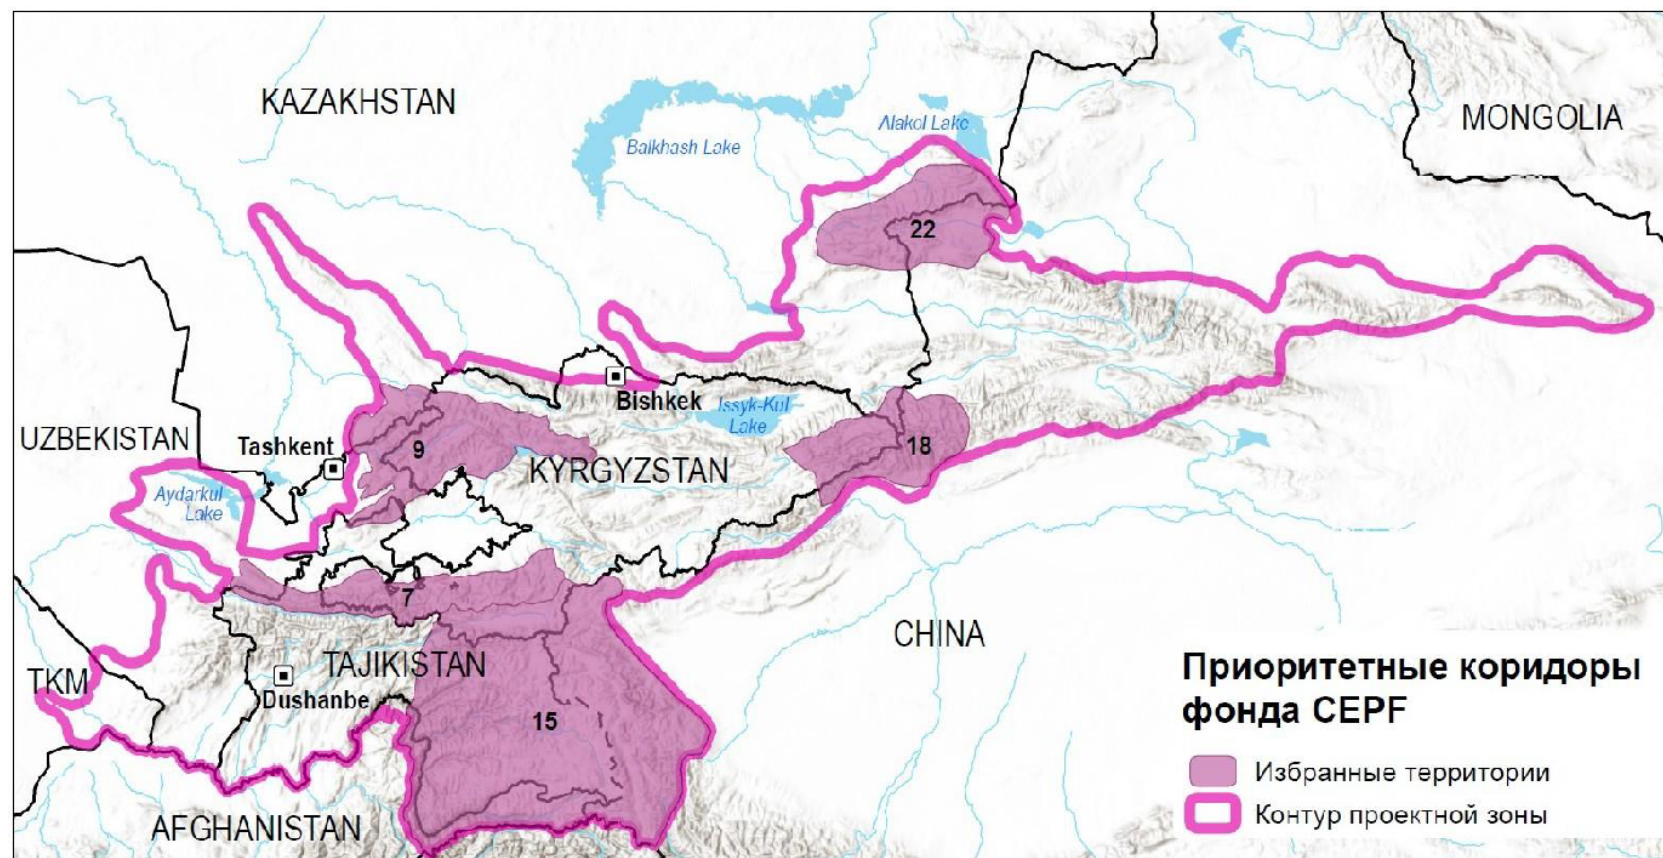 KAZAKHSTAN
MONGOLIA
Alakol Lake
Balkhash Lake
22
Bishkek
Issyk-Kul
Lake
UZBEKISTAN
Tashkent
9
18
KYRGYZSTAN
Aydarkul
Lake
7
CHINA
TAJIKISTAN
TKM
Dushanbe
15
AFGHANISTAN
Приоритетные коридоры
фонда CEPF
Избранные территории
Контур проектной зоны